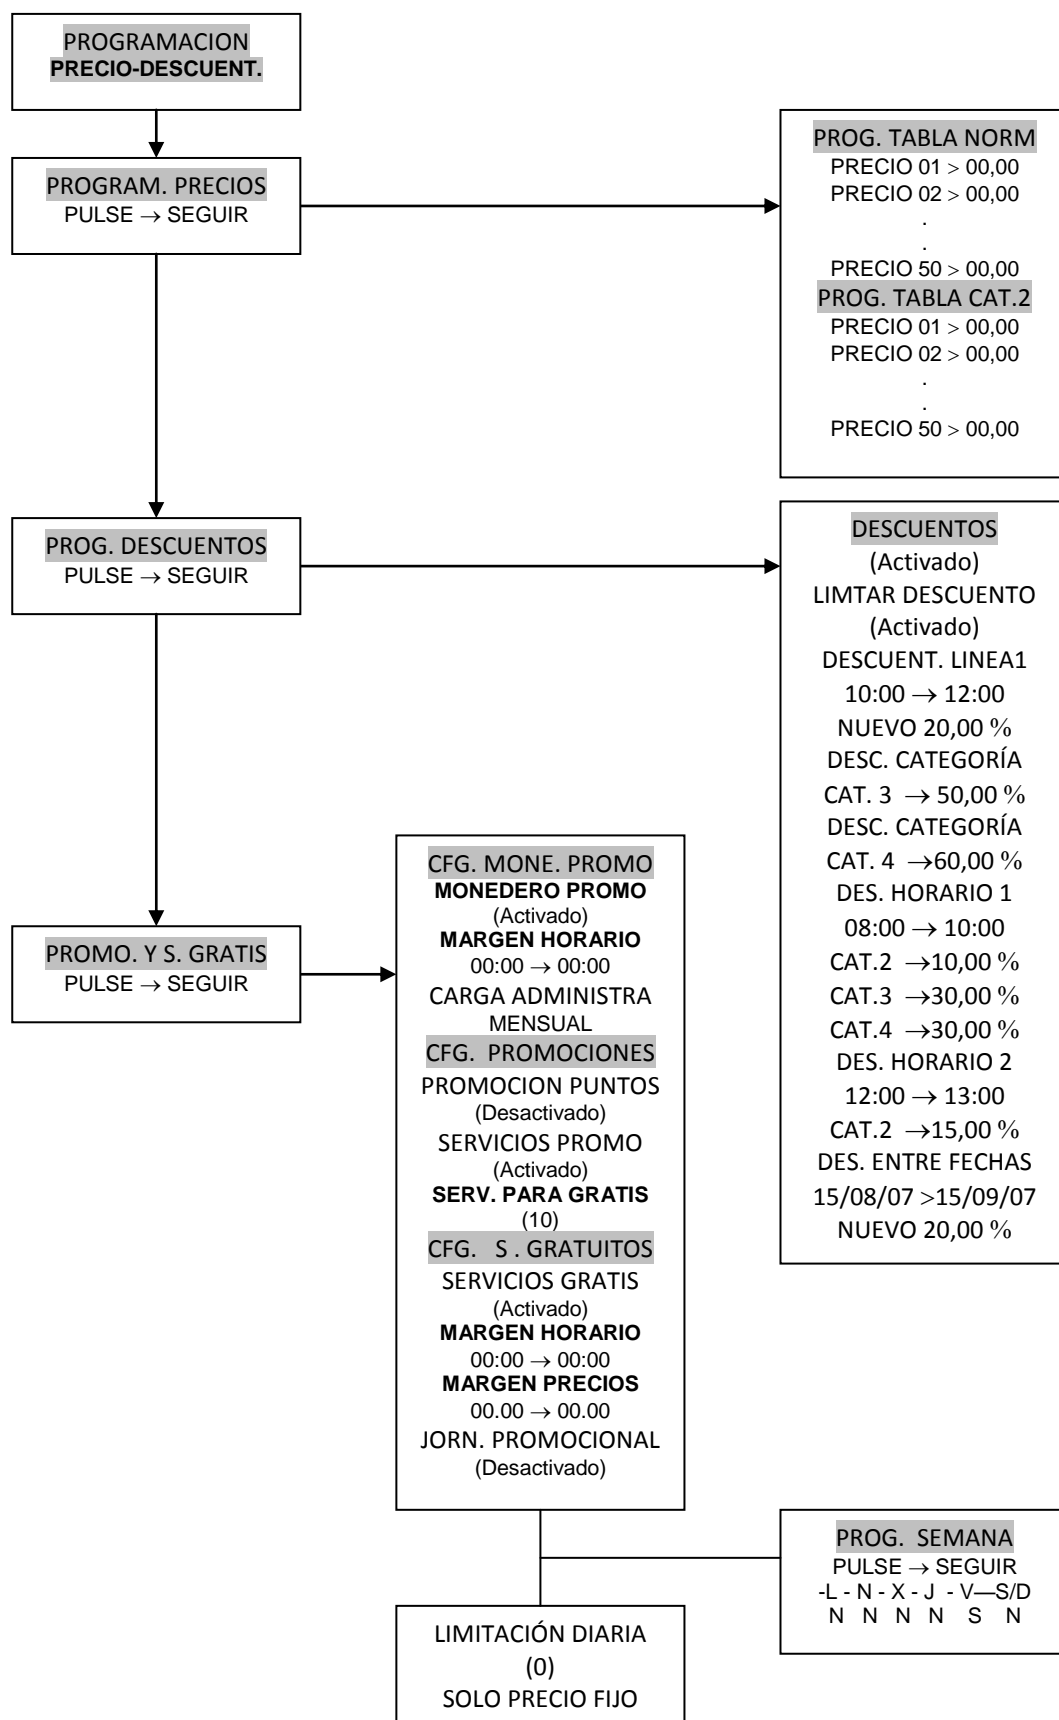 PROGRAMACION
PRECIO-DESCUENT.
PROGRAM. PRECIOS
PULSE → SEGUIR
PROG. TABLA NORM
PRECIO 01 > 00,00
PRECIO 02 > 00,00
.
.
PRECIO 50 > 00,00
PROG. TABLA CAT.2
PRECIO 01 > 00,00
PRECIO 02 > 00,00
.
.
PRECIO 50 > 00,00
PROG. DESCUENTOS
PULSE → SEGUIR
DESCUENTOS
(Activado)
LIMTAR DESCUENTO
(Activado)
DESCUENT. LINEA1
10:00 → 12:00
NUEVO 20,00 %
DESC. CATEGORÍA
CAT. 3 → 50,00 %
DESC. CATEGORÍA
CAT. 4 →60,00 %
DES. HORARIO 1
08:00 → 10:00
CAT.2 →10,00 %
CAT.3 →30,00 %
CAT.4 →30,00 %
DES. HORARIO 2
12:00 → 13:00
CAT.2 →15,00 %
DES. ENTRE FECHAS
15/08/07 >15/09/07
NUEVO 20,00 %
PROMO. Y S. GRATIS
PULSE → SEGUIR
CFG. MONE. PROMO
MONEDERO PROMO
(Activado)
MARGEN HORARIO
00:00 → 00:00
CARGA ADMINISTRA
MENSUAL
CFG. PROMOCIONES
PROMOCION PUNTOS
(Desactivado)
SERVICIOS PROMO
(Activado)
SERV. PARA GRATIS
(10)
CFG. S . GRATUITOS
SERVICIOS GRATIS
(Activado)
MARGEN HORARIO
00:00 → 00:00
MARGEN PRECIOS
00.00 → 00.00
JORN. PROMOCIONAL
(Desactivado)
PROG. SEMANA
PULSE → SEGUIR
-L - N - X - J - V—S/D
N N N N S N
LIMITACIÓN DIARIA
(0)
SOLO PRECIO FIJO